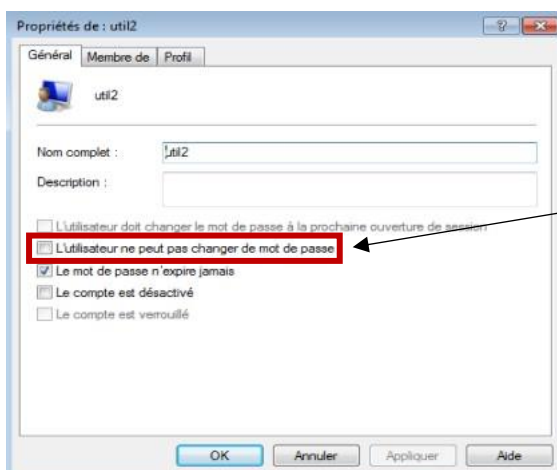 Propriétés de : util2
Général Membre de Profil
util2
Nom complet : util2
Description :
L'utilisateur doit changer le mot de passe à la prochaine ouverture de session
L'utilisateur ne peut pas changer de mot de passe
Le mot de passe n'expire jamais
Le compte est désactivé
Le compte est verrouillé
OK Annuler Appliquer Aide